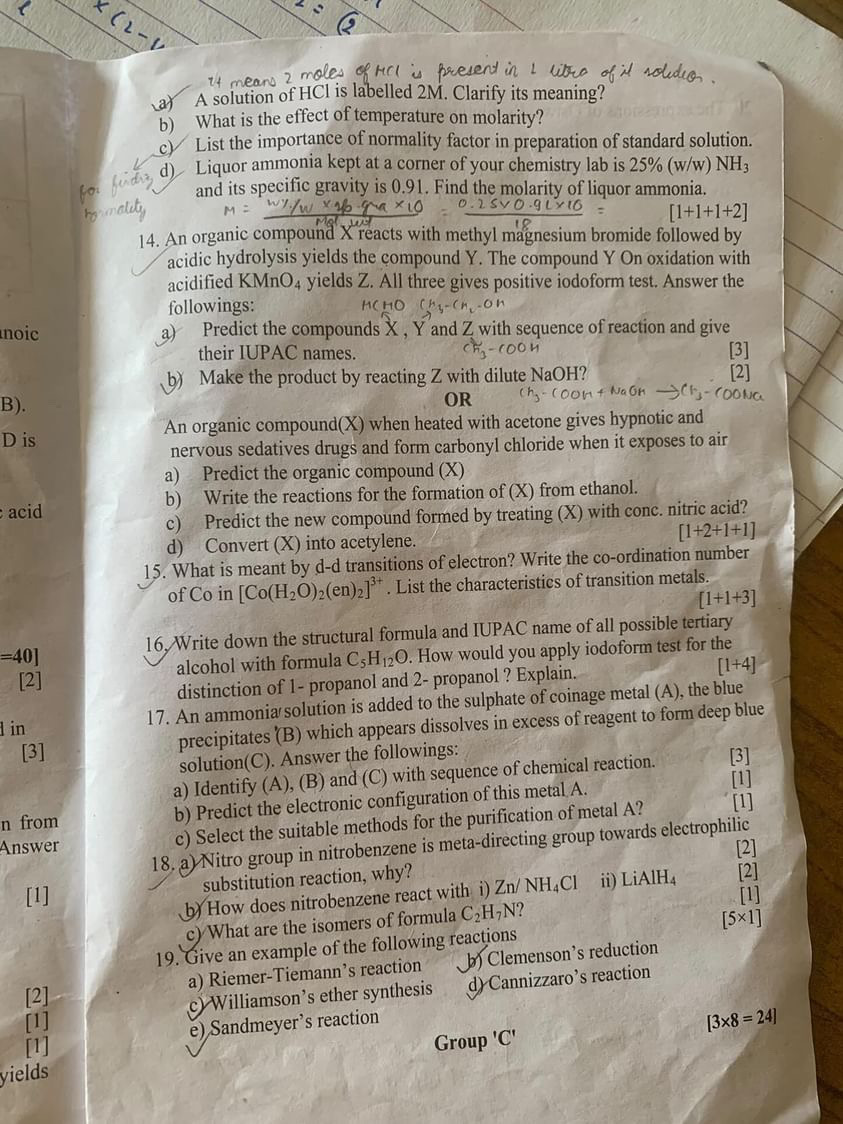 x(2-
= (2
It means 2 moles of HCl is present in 1 litre of it solution.
a) A solution of HCl is labelled 2M. Clarify its meaning?
b) What is the effect of temperature on molarity?
c) List the importance of normality factor in preparation of standard solution.
for finding normality
d) Liquor ammonia kept at a corner of your chemistry lab is 25% (w/w) NH₃
and its specific gravity is 0.91. Find the molarity of liquor ammonia.
M = w%/w x sp. gra x 10 / Mol. wt = 0.25 x 0.91 x 10 / 18 =
[1+1+1+2]
14. An organic compound X reacts with methyl magnesium bromide followed by
acidic hydrolysis yields the compound Y. The compound Y On oxidation with
acidified KMnO₄ yields Z. All three gives positive iodoform test. Answer the
followings:
HCHO CH₃-CH₂-OH
a) Predict the compounds X , Y and Z with sequence of reaction and give
their IUPAC names. [3]
CH₃-COOH
b) Make the product by reacting Z with dilute NaOH? [2]
CH₃-COOH + NaOH → CH₃-COONa
OR
An organic compound(X) when heated with acetone gives hypnotic and
nervous sedatives drugs and form carbonyl chloride when it exposes to air
a) Predict the organic compound (X)
b) Write the reactions for the formation of (X) from ethanol.
c) Predict the new compound formed by treating (X) with conc. nitric acid?
d) Convert (X) into acetylene. [1+2+1+1]
15. What is meant by d-d transitions of electron? Write the co-ordination number
of Co in [Co(H₂O)₂(en)₂]³⁺ . List the characteristics of transition metals.
[1+1+3]
16. Write down the structural formula and IUPAC name of all possible tertiary
alcohol with formula C₅H₁₂O. How would you apply iodoform test for the
distinction of 1- propanol and 2- propanol ? Explain. [1+4]
17. An ammonia solution is added to the sulphate of coinage metal (A), the blue
precipitates (B) which appears dissolves in excess of reagent to form deep blue
solution(C). Answer the followings:
a) Identify (A), (B) and (C) with sequence of chemical reaction. [3]
b) Predict the electronic configuration of this metal A. [1]
c) Select the suitable methods for the purification of metal A? [1]
18. a) Nitro group in nitrobenzene is meta-directing group towards electrophilic
substitution reaction, why? [2]
b) How does nitrobenzene react with i) Zn/ NH₄Cl ii) LiAlH₄ [2]
c) What are the isomers of formula C₂H₇N? [1]
19. Give an example of the following reactions [5×1]
a) Riemer-Tiemann's reaction b) Clemenson's reduction
c) Williamson's ether synthesis d) Cannizzaro's reaction
e) Sandmeyer's reaction
Group 'C' [3×8 = 24]
anoic
B).
D is
acid
=40]
[2]
d in
[3]
n from
Answer
[1]
[2]
[1]
[1]
yields